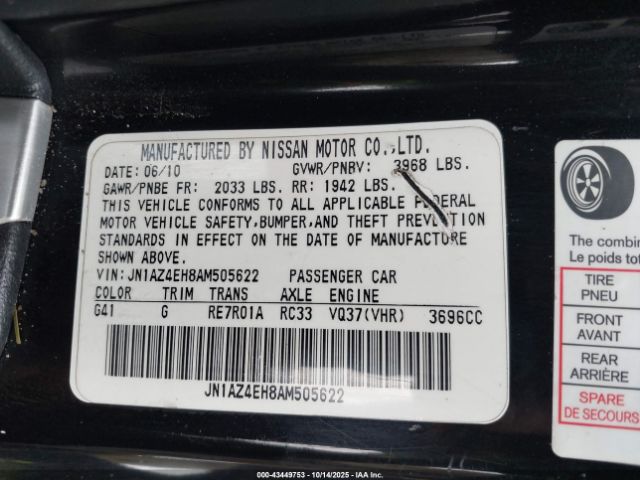 MANUFACTURED BY NISSAN MOTOR CO.,LTD.
DATE: 06/10 GVWR/PNBV: 3968 LBS.
GAWR/PNBE FR: 2033 LBS. RR: 1942 LBS.
THIS VEHICLE CONFORMS TO ALL APPLICABLE FEDERAL
MOTOR VEHICLE SAFETY,BUMPER,AND THEFT PREVENTION
STANDARDS IN EFFECT ON THE DATE OF MANUFACTURE
SHOWN ABOVE.
VIN:JN1AZ4EH8AM505622 PASSENGER CAR
COLOR TRIM TRANS AXLE ENGINE
G41 G RE7R01A RC33 VQ37(VHR) 3696CC
JN1AZ4EH8AM505622
The combin
Le poids tot
TIRE
PNEU
FRONT
AVANT
REAR
ARRIÈRE
SPARE
DE SECOURS
000-43449753 - 10/14/2025 - IAA Inc.